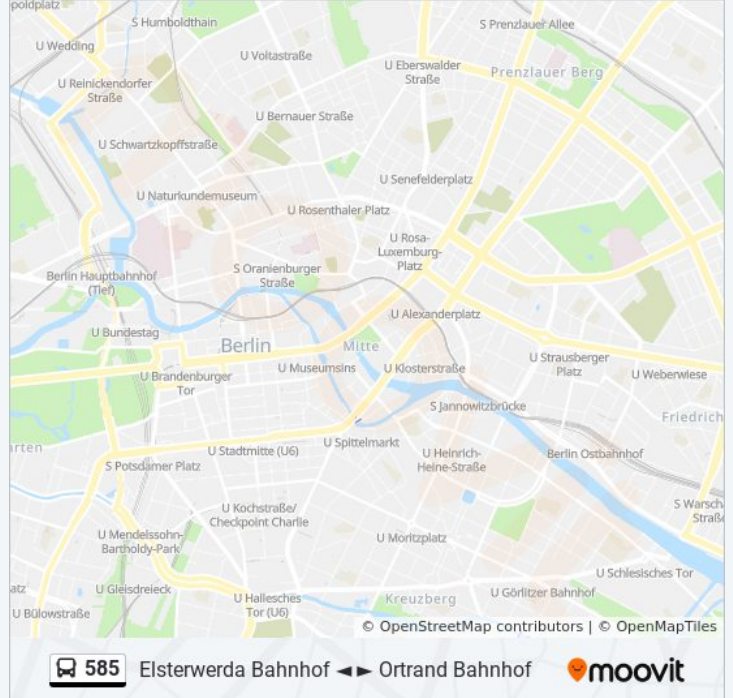 poldplatz
S Humboldthain
S Prenzlauer Allee
U Wedding
U Voltastraße
U Eberswalder
Straße
Prenzlauer Berg
U Reinickendorfer
Straße
U Bernauer Straße
U Schwartzkopffstraße
U Senefelderplatz
U Naturkundemuseum
U Rosenthaler Platz
U Rosa-
Luxemburg-
Platz
S Oranienburger
Straße
Berlin Hauptbahnhof
(Tief)
U Alexanderplatz
U Bundestag
Berlin
Mitte
U Strausberger
Platz
U Museumsins
U Klosterstraße
U Weberwiese
U Brandenburger
Tor
S Jannowitzbrücke
Friedrich
rten
U Spittelmarkt
U Stadtmitte (U6)
U Heinrich-
Heine-Straße
Berlin Ostbahnhof
S Potsdamer Platz
S Warsch
Straße
U Kochstraße/
Checkpoint Charlie
U Mendelssohn-
Bartholdy-Park
U Moritzplatz
U Schlesisches Tor
atz
U Gleisdreieck
U Görlitzer Bahnhof
U Hallesches
Tor (U6)
Kreuzberg
U Bülowstraße
© OpenStreetMap contributors | © OpenMapTiles
585 Elsterwerda Bahnhof ◄ ► Ortrand Bahnhof moovit